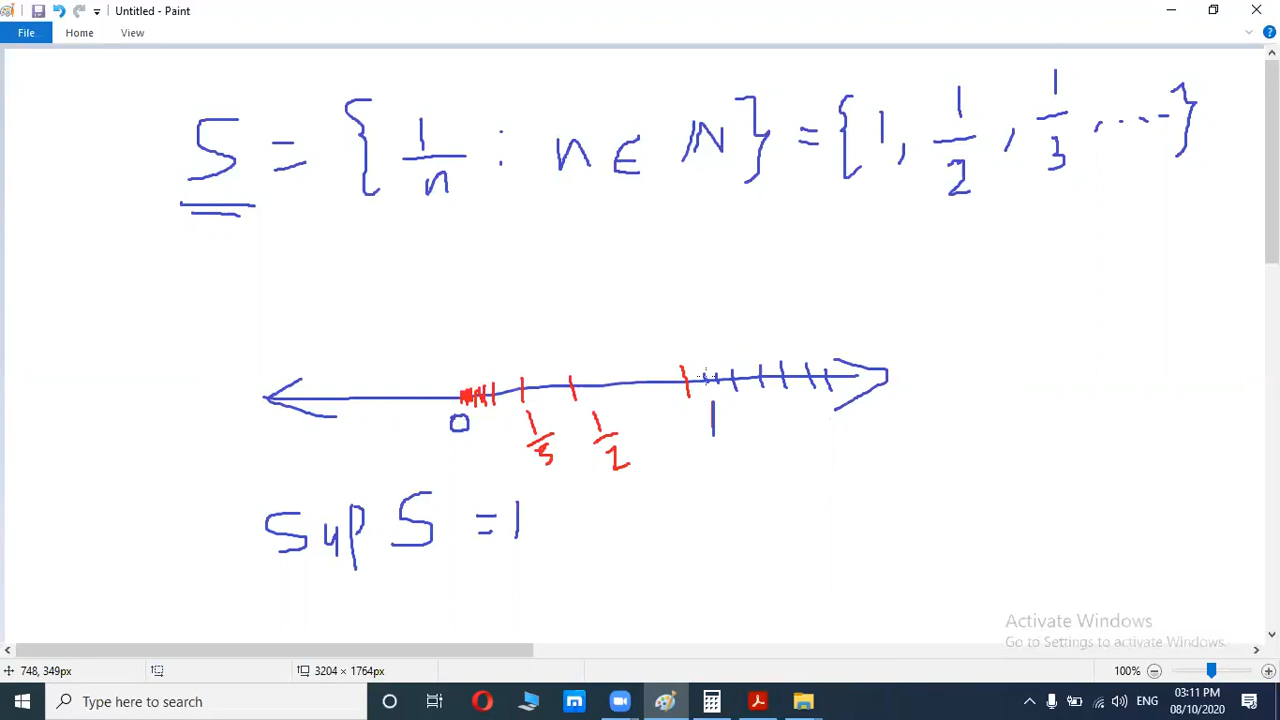 Untitled - Paint
File Home View
S = { 1/n : n ∈ ℕ } = { 1, 1/2, 1/3, ...- }
0 1/3 1/2 1
Sup S = 1
Activate Windows
Go to Settings to activate Windows.
748, 349px 3204 × 1764px 100%
Type here to search
ENG
03:11 PM
08/10/2020